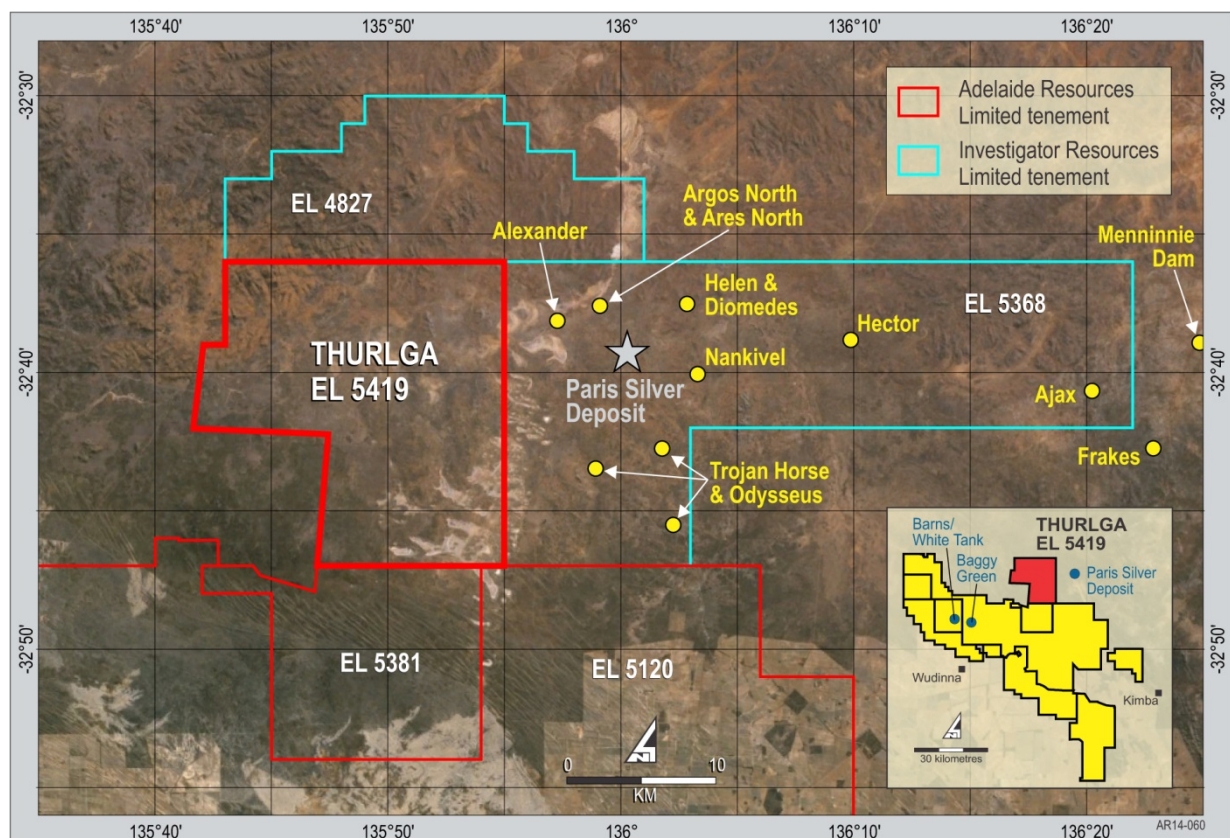 135°40'
135°50'
136°
136°10'
136°20'
-32°30'
-32°30'
Adelaide Resources
Limited tenement
Investigator Resources
Limited tenement
EL 4827
Argos North
& Ares North
Alexander
Menninnie
Dam
Helen &
Diomedes
EL 5368
Hector
THURLGA
EL 5419
Nankivel
-32°40'
-32°40'
Paris Silver
Deposit
Ajax
Trojan Horse
& Odysseus
Frakes
Barns/
White Tank
THURLGA
EL 5419
Baggy
Green
Paris Silver
Deposit
-32°50'
-32°50'
EL 5381
EL 5120
Wudinna
Kimba
N
N
30 kilometres
0
10
KM
135°40'
135°50'
136°
136°10'
136°20'
AR14-060